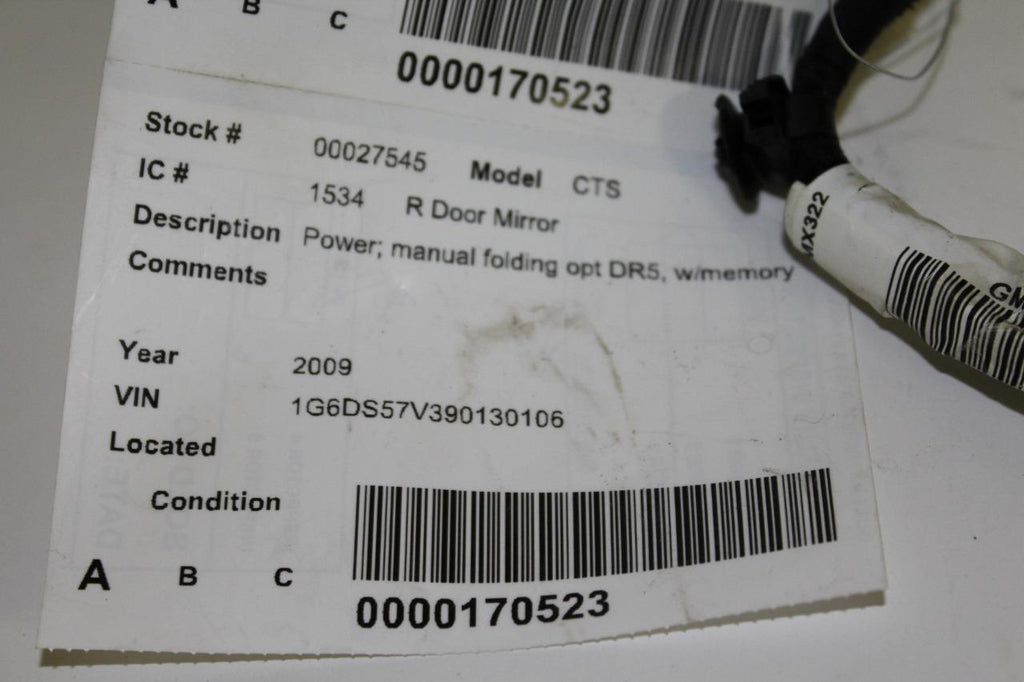 A B C
0000170523
Stock # 00027545 Model CTS
IC # 1534 R Door Mirror
Description Power; manual folding opt DR5, w/memory
Comments
Year 2009
VIN 1G6DS57V390130106
Located
Condition
A B C
0000170523
MX322
GM